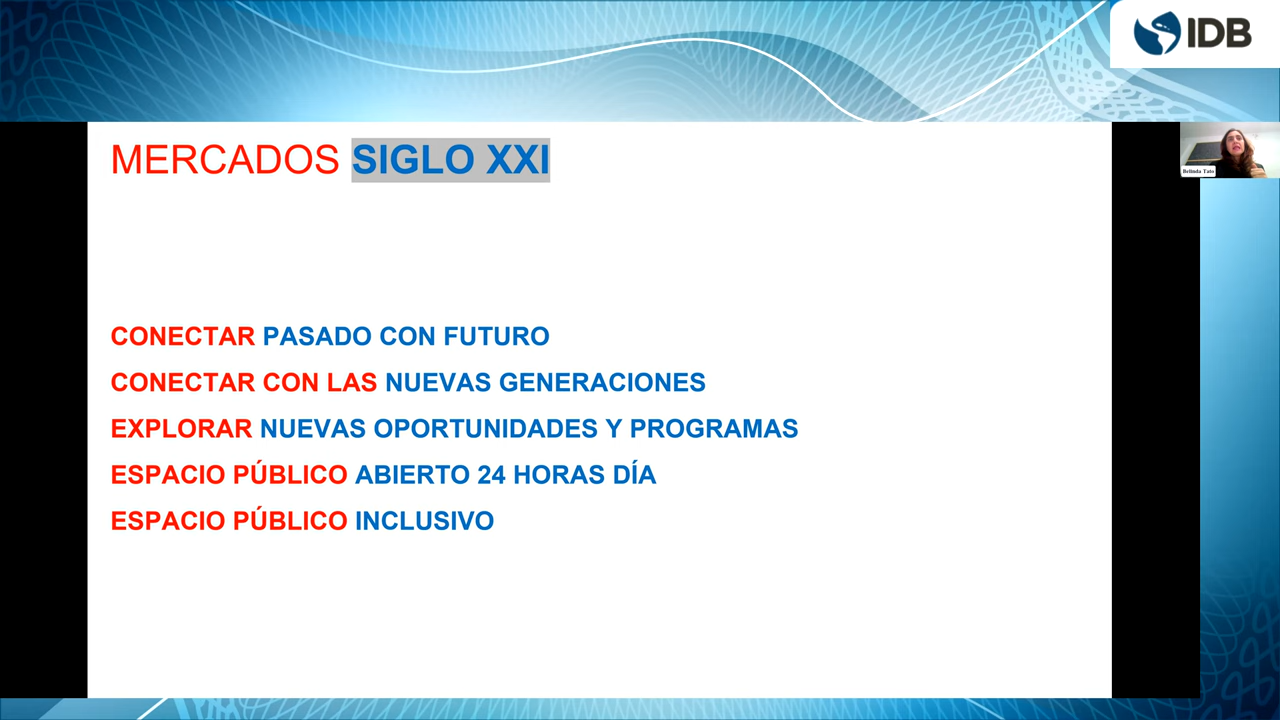 IDB
MERCADOS SIGLO XXI
Belinda Tato
CONECTAR PASADO CON FUTURO
CONECTAR CON LAS NUEVAS GENERACIONES
EXPLORAR NUEVAS OPORTUNIDADES Y PROGRAMAS
ESPACIO PÚBLICO ABIERTO 24 HORAS DÍA
ESPACIO PÚBLICO INCLUSIVO